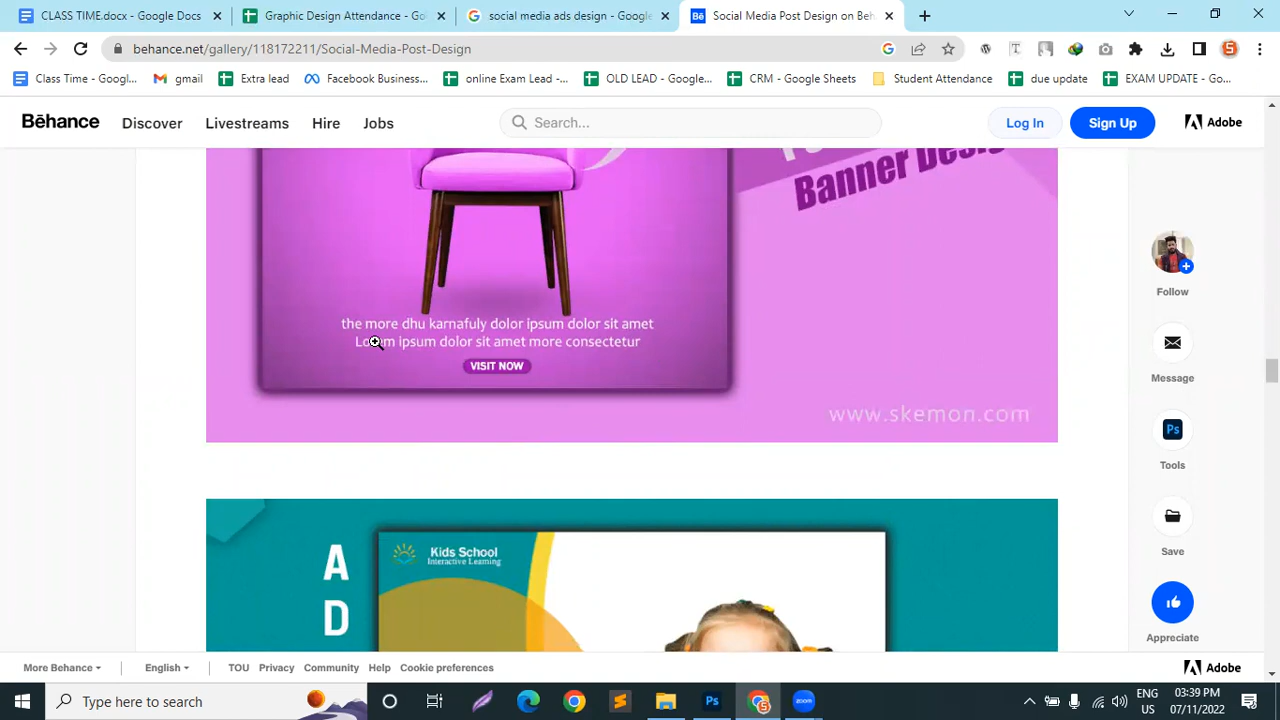 CLASS TIME.doc - Google Docs
Graphic Design Attendance - Go
social media ads design - Google
Social Media Post Design on Beh
behance.net/gallery/118172211/Social-Media-Post-Design
Class Time - Googl...
gmail
Extra lead
Facebook Business...
online Exam Lead -...
OLD LEAD - Google...
CRM - Google Sheets
Student Attendance
due update
EXAM UPDATE - Go...
Bēhance
Discover
Livestreams
Hire
Jobs
Search...
Log In
Sign Up
Adobe
Banner Design
the more dhu karnafuly dolor ipsum dolor sit amet
Lorem ipsum dolor sit amet more consectetur
VISIT NOW
www.skemon.com
Follow
Message
Ps
Tools
Save
Appreciate
Kids School
Interactive Learning
A
D
More Behance
English
TOU
Privacy
Community
Help
Cookie preferences
Adobe
Type here to search
Ps
zoom
ENG
US
03:39 PM
07/11/2022